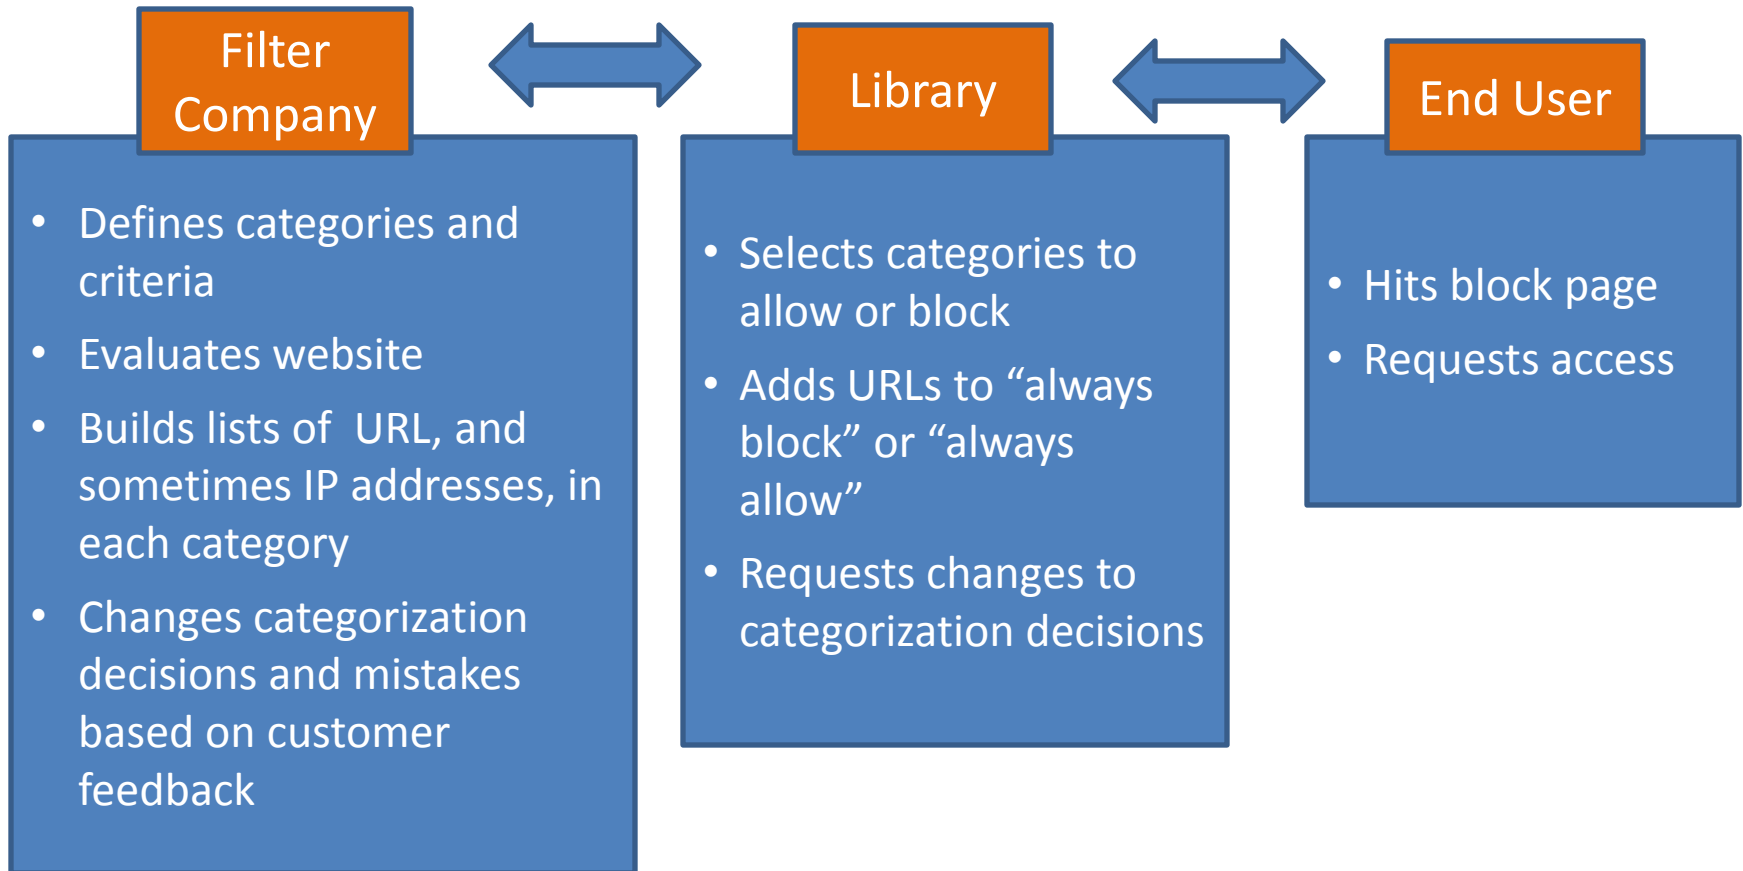 Filter
Company
• Defines categories and
criteria
• Evaluates website
• Builds lists of  URL, and
sometimes IP addresses, in
each category
• Changes categorization
decisions and mistakes
based on customer
feedback
Library
• Selects categories to
allow or block
• Adds URLs to “always
block” or “always
allow”
• Requests changes to
categorization decisions
End User
• Hits block page
• Requests access